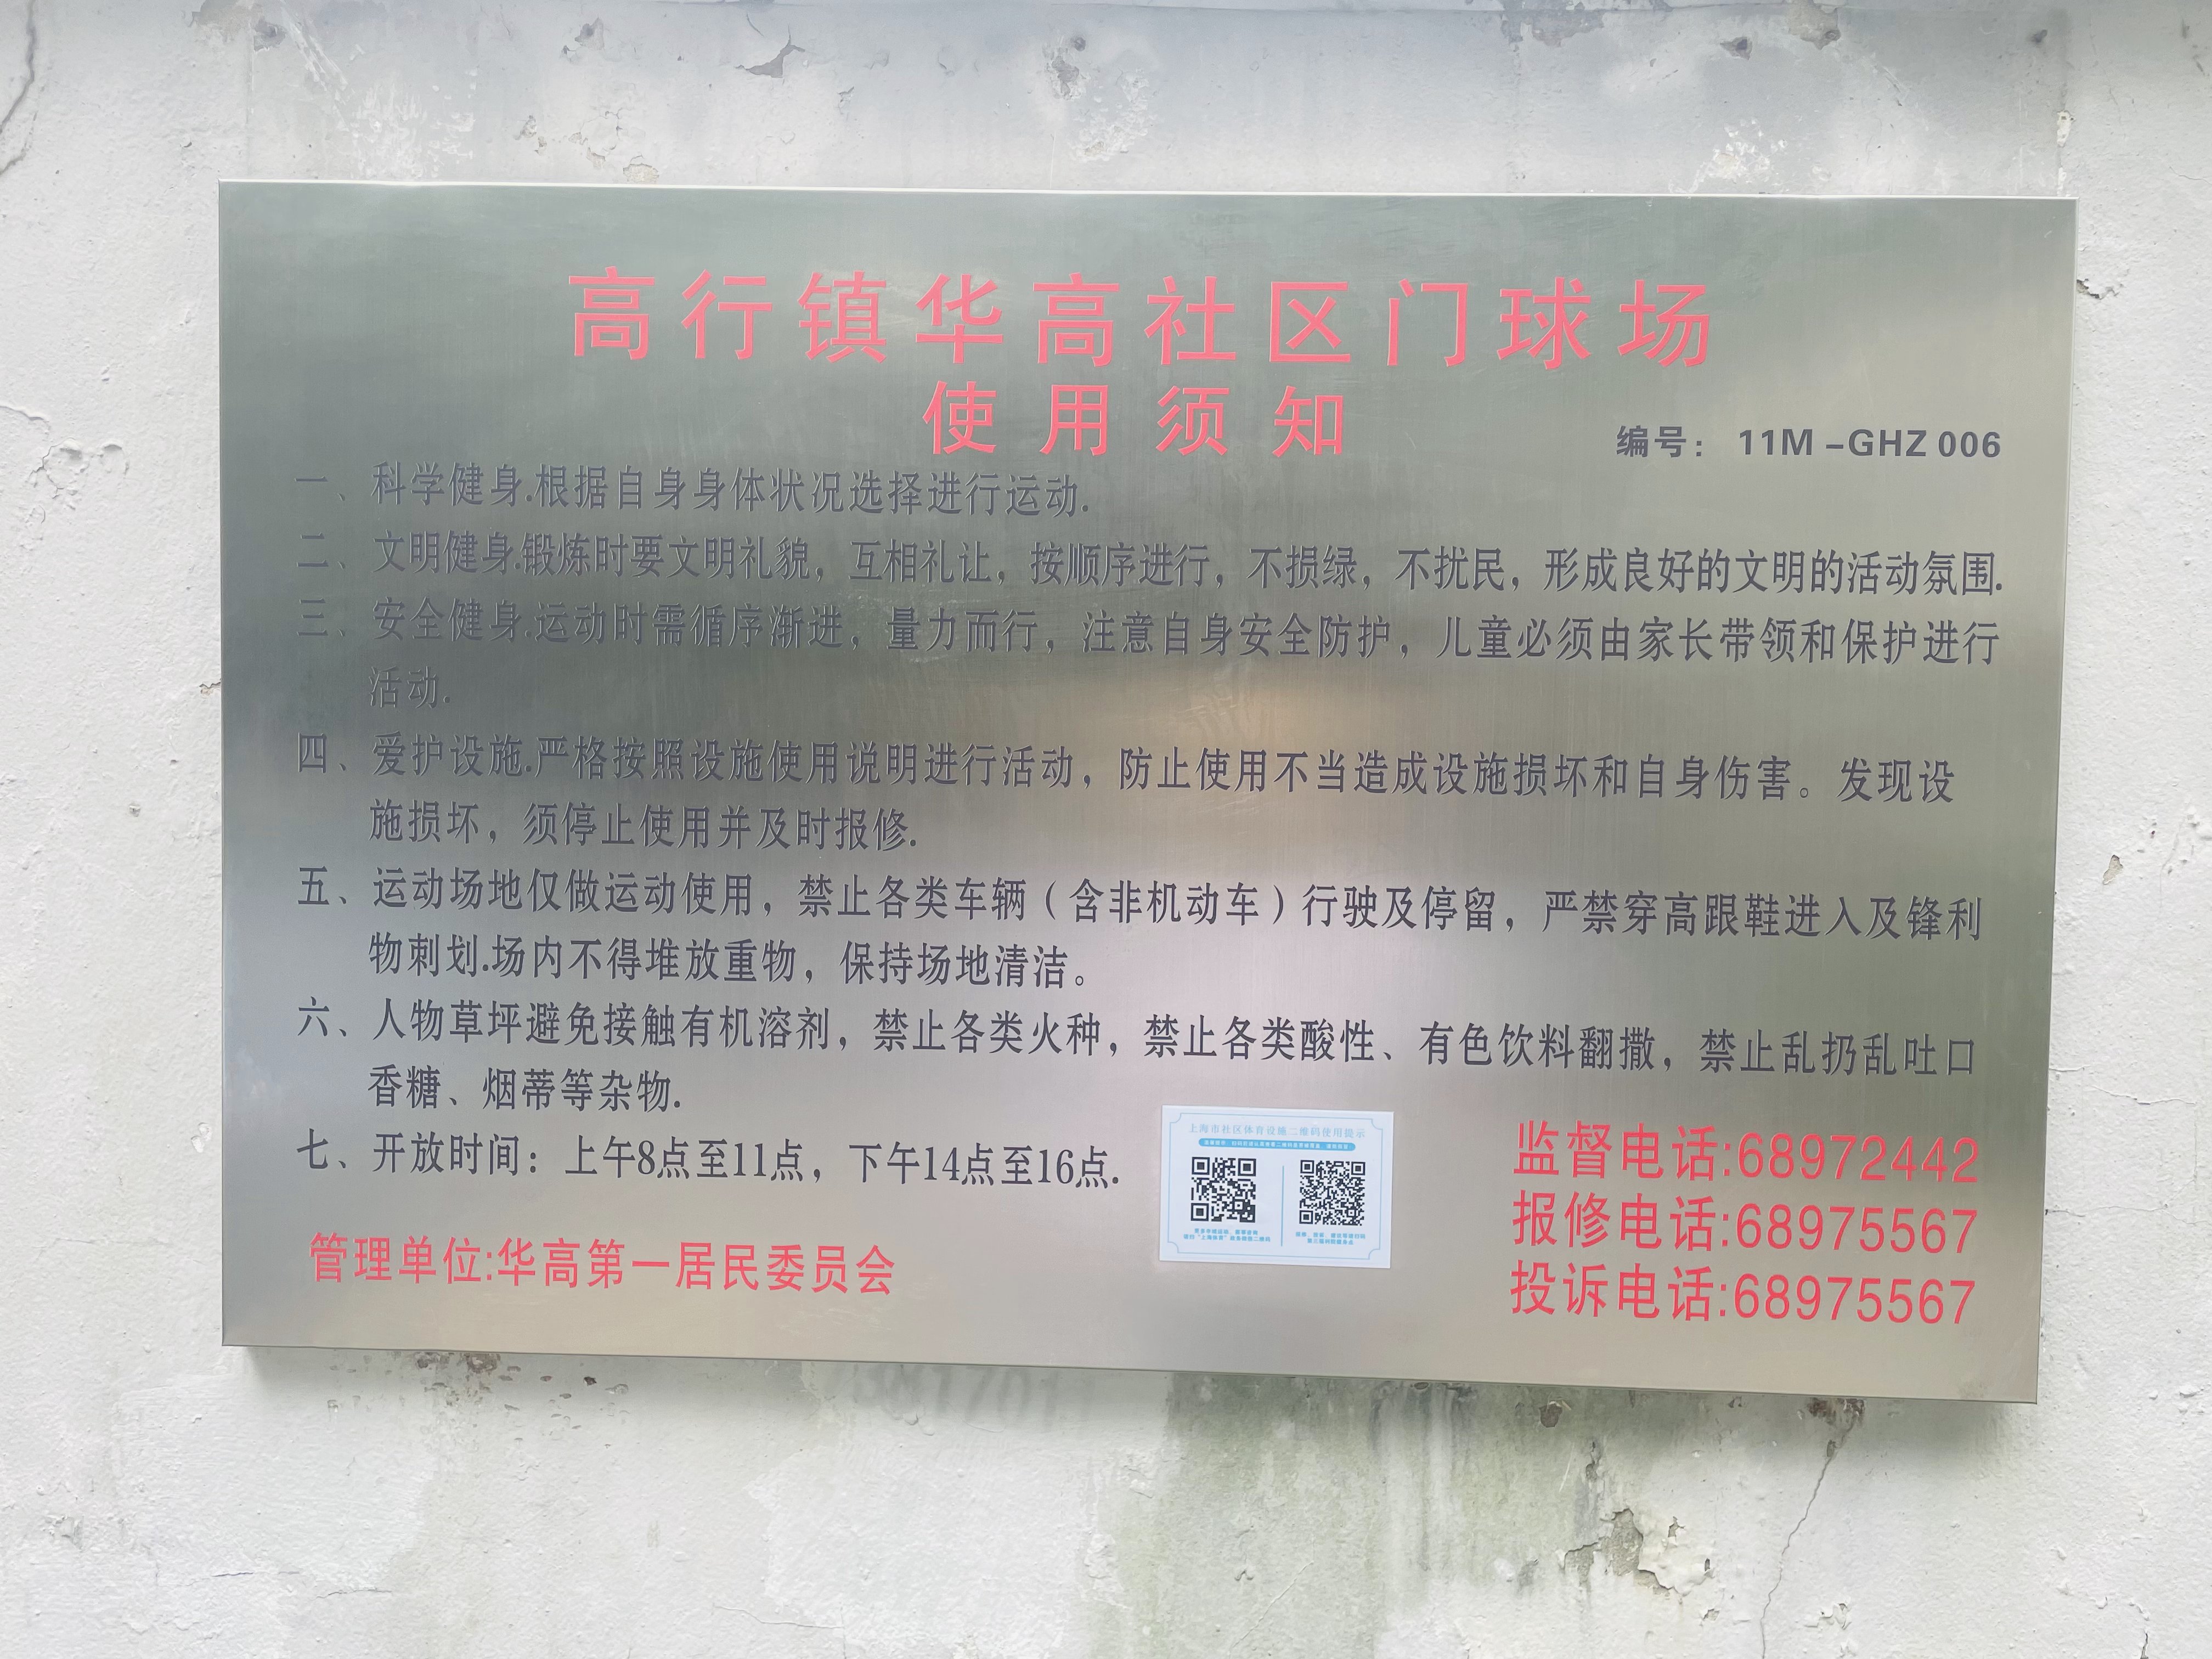 高行镇华高社区门球场
使用须知
编号： 11M-GHZ 006
一、科学健身.根据自身身体状况选择进行运动.
二、文明健身.锻炼时要文明礼貌，互相礼让，按顺序进行，不损绿，不扰民，形成良好的文明的活动氛围.
三、安全健身.运动时需循序渐进，量力而行，注意自身安全防护，儿童必须由家长带领和保护进行
活动.
四、爱护设施.严格按照设施使用说明进行活动，防止使用不当造成设施损坏和自身伤害。发现设
施损坏，须停止使用并及时报修.
五、运动场地仅做运动使用，禁止各类车辆（含非机动车）行驶及停留，严禁穿高跟鞋进入及锋利
物刺划.场内不得堆放重物，保持场地清洁。
六、人物草坪避免接触有机溶剂，禁止各类火种，禁止各类酸性、有色饮料翻撒，禁止乱扔乱吐口
香糖、烟蒂等杂物.
七、开放时间：上午8点至11点，下午14点至16点.
上海市社区体育设施二维码使用提示
监督电话:68972442
报修电话:68975567
投诉电话:68975567
管理单位:华高第一居民委员会